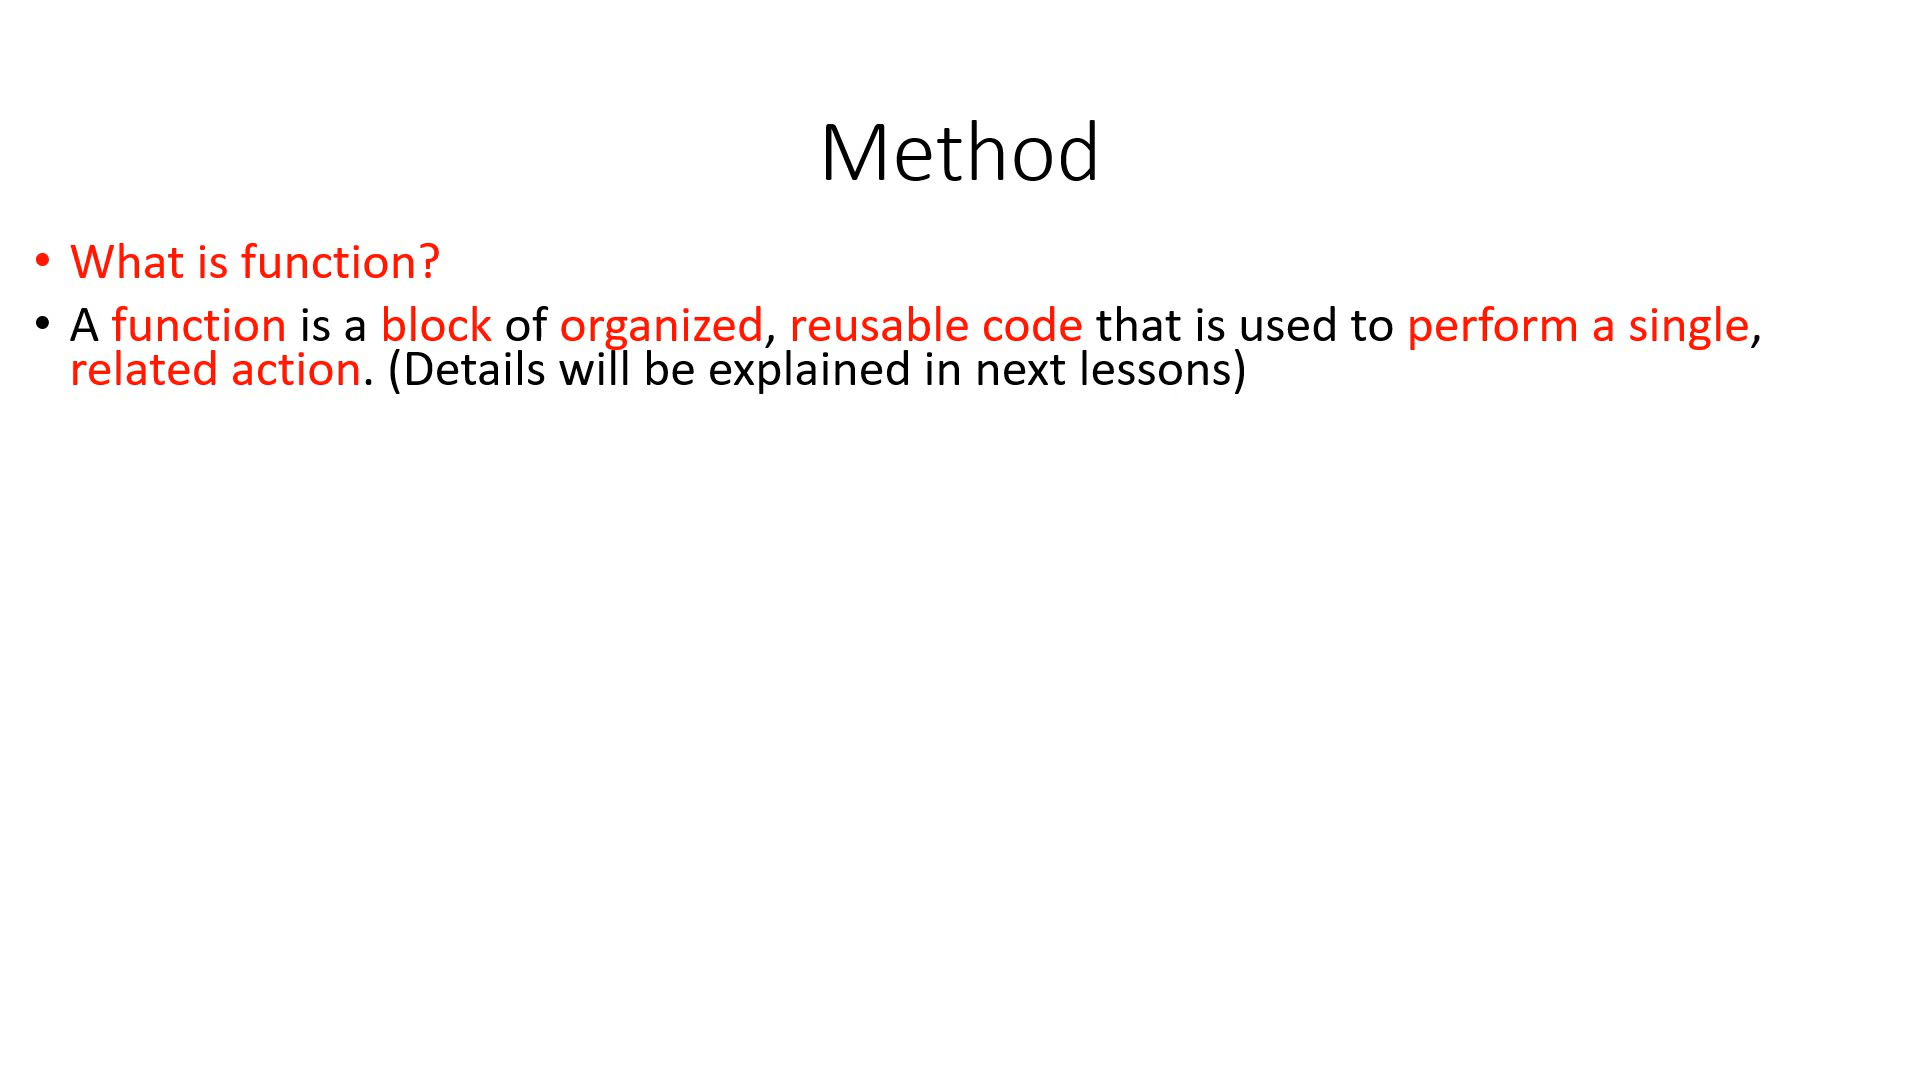 Method
• What is function?
• A function is a block of organized, reusable code that is used to perform a single,
related action. (Details will be explained in next lessons)